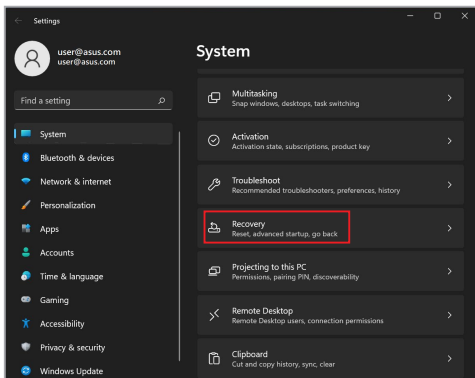 Settings
user@asus.com
user@asus.com
Find a setting
System
Bluetooth & devices
Network & internet
Personalization
Apps
Accounts
Time & language
Gaming
Accessibility
Privacy & security
Windows Update
System
Multitasking
Snap windows, desktops, task switching
Activation
Activation state, subscriptions, product key
Troubleshoot
Recommended troubleshooters, preferences, history
Recovery
Reset, advanced startup, go back
Projecting to this PC
Permissions, pairing PIN, discoverability
Remote Desktop
Remote Desktop users, connection permissions
Clipboard
Cut and copy history, sync, clear